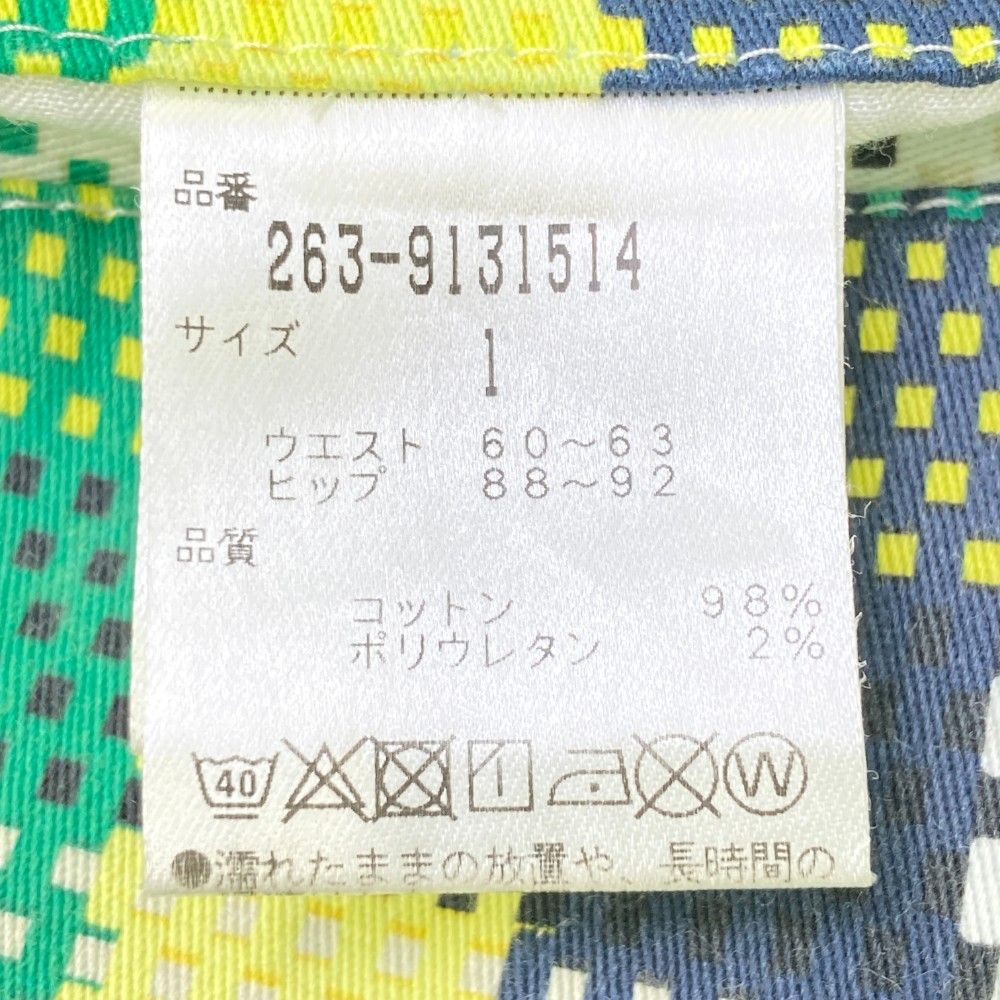 品番
263-9131514
サイズ 1
ウエスト 60～63
ヒップ 88～92
品質
コットン 98%
ポリウレタン 2%
40 W
●濡れたままの放置や、長時間の